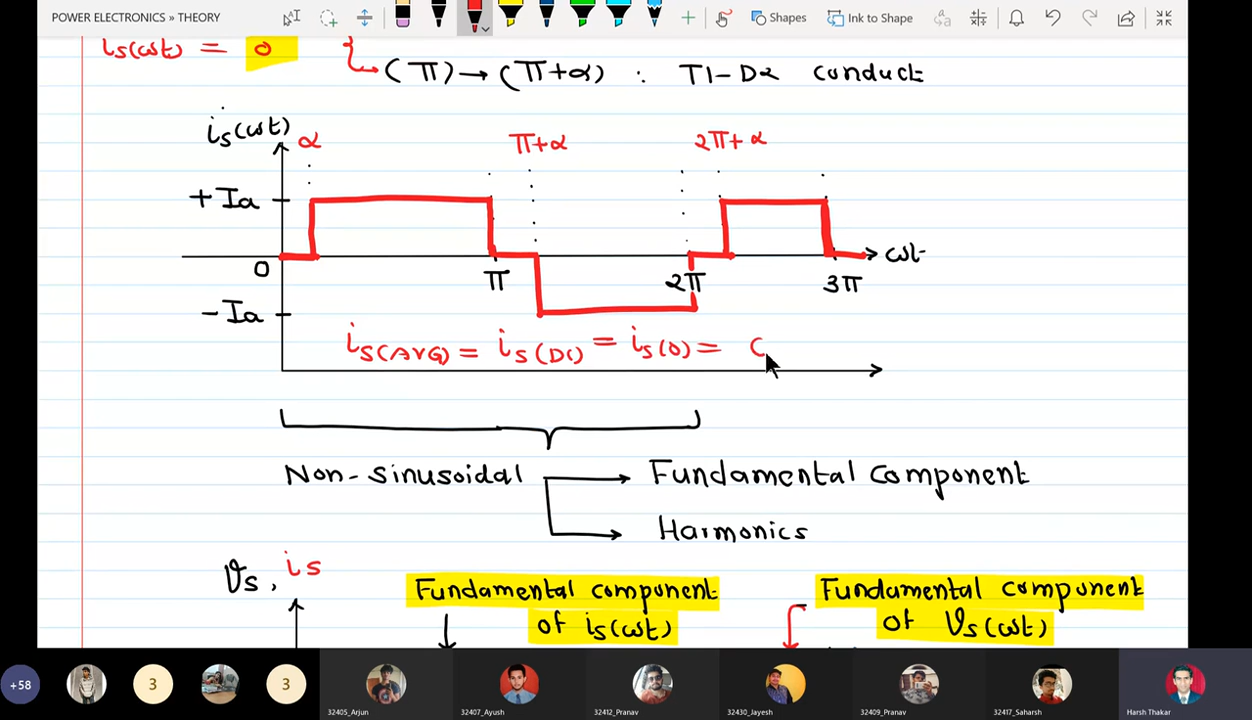 POWER ELECTRONICS » THEORY
Shapes
Ink to Shape
is(ωt) = 0
(π) → (π+α) : T1-D2 conduct
is(ωt)
α
π+α
2π+α
+Ia
0
π
2π
3π
ωt
-Ia
is(AVG) = is(DC) = is(0) =
Non-sinusoidal → Fundamental component
→ Harmonics
Vs, is
Fundamental component
of is(ωt)
Fundamental component
of Vs(ωt)
+58
3
3
32405_Arjun
32407_Ayush
32412_Pranav
32430_Jayesh
32409_Pranav
32417_Saharsh
Harsh Thakar